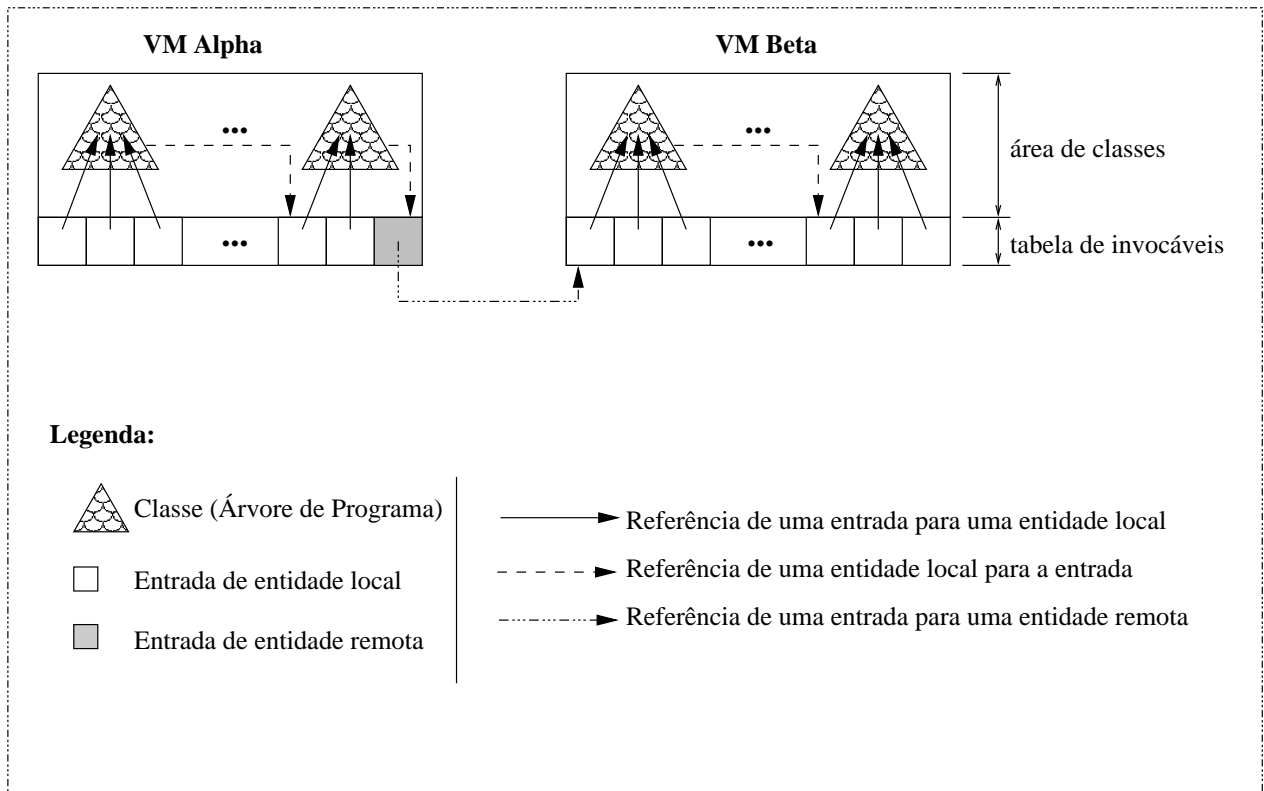 VM Alpha
VM Beta
...
...
área de classes
...
...
tabela de invocáveis
Legenda:
Classe (Árvore de Programa)
Entrada de entidade local
Entrada de entidade remota
Referência de uma entrada para uma entidade local
Referência de uma entidade local para a entrada
Referência de uma entrada para uma entidade remota